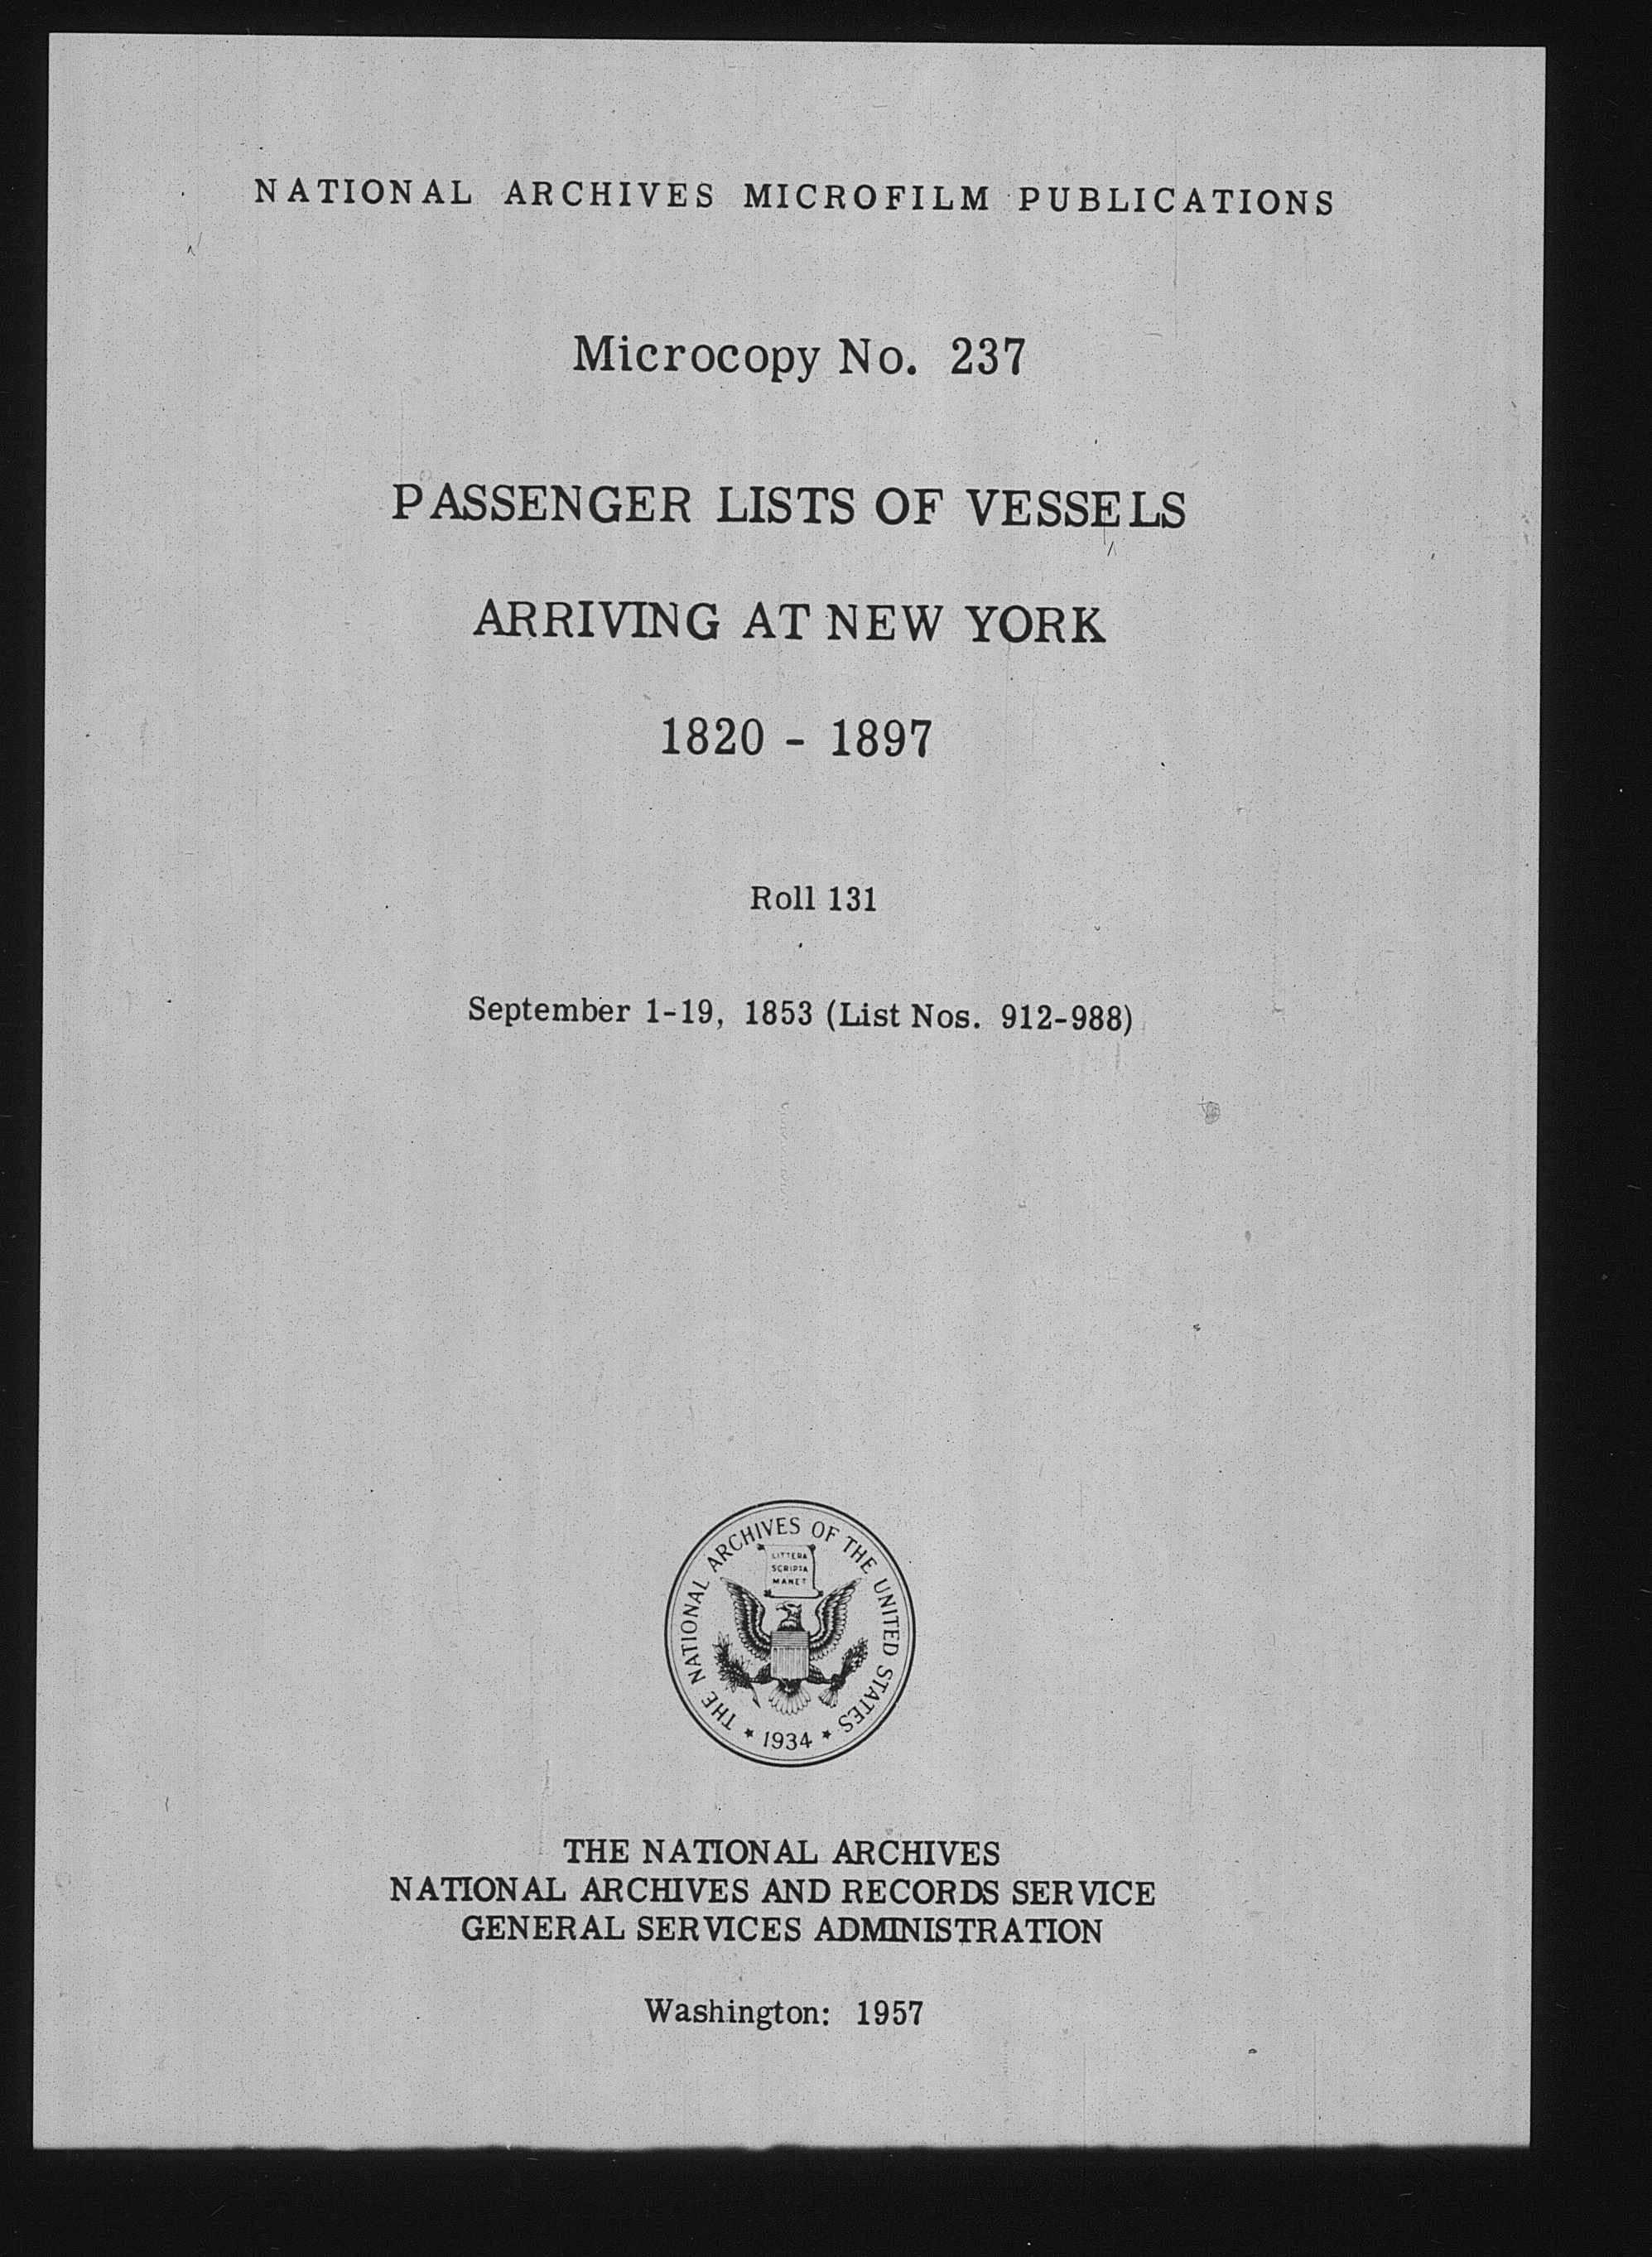 NATIONAL ARCHIVES MICROFILM PUBLICATIONS
Microcopy No. 237
PASSENGER LISTS OF VESSELS
ARRIVING AT NEW YORK
1820 - 1897
Roll 131
September 1-19, 1853 (List Nos. 912-988)
THE NATIONAL ARCHIVES OF THE UNITED STATES
LITTERA
SCRIPTA
MANET
* 1934 *
THE NATIONAL ARCHIVES
NATIONAL ARCHIVES AND RECORDS SERVICE
GENERAL SERVICES ADMINISTRATION
Washington: 1957